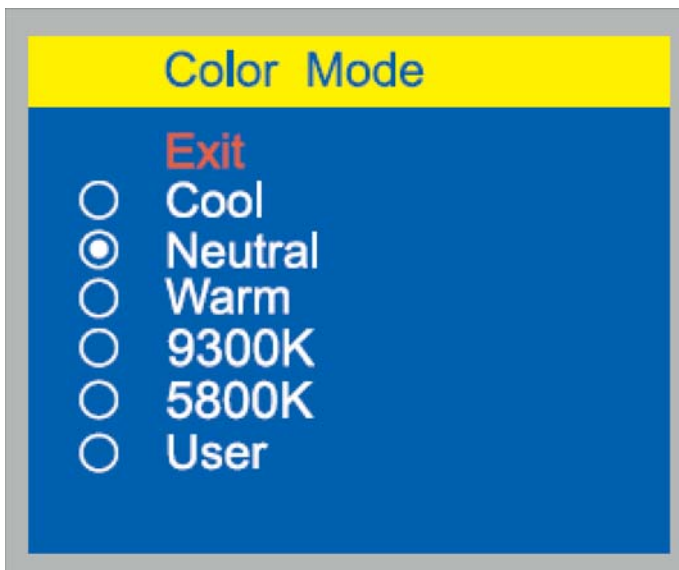 Color Mode
Exit
Cool
Neutral
Warm
9300K
5800K
User